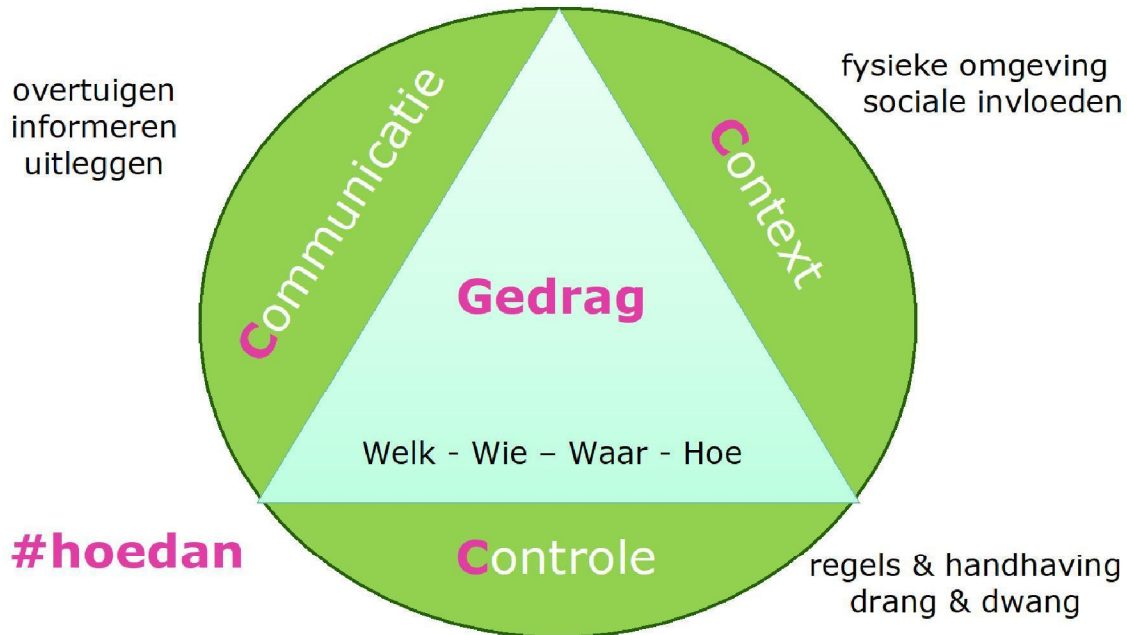 overtuigen
informeren
uitleggen
Communicatie
fysieke omgeving
sociale invloeden
Context
Gedrag
Welk - Wie – Waar - Hoe
#hoedan
Controle
regels & handhaving
drang & dwang